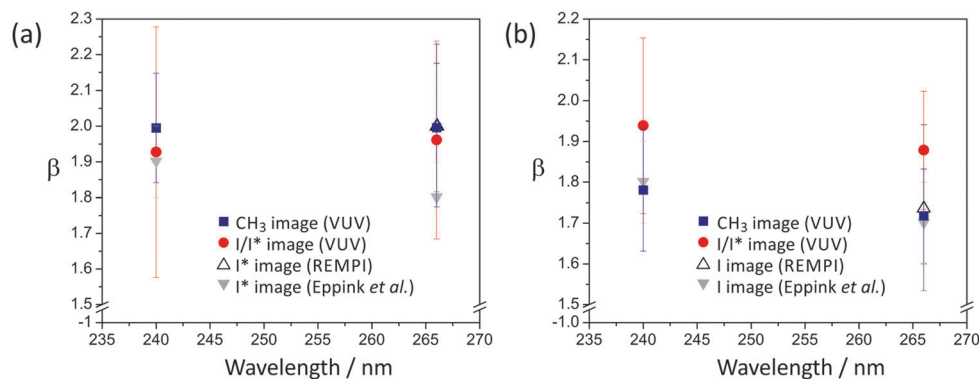 (a)
2.3
2.2
2.1
2.0
1.9
1.8
1.7
1.6
1.5
-1
β
CH3 image (VUV)
I/I* image (VUV)
I* image (REMPI)
I* image (Eppink et al.)
235 240 245 250 255 260 265 270
Wavelength / nm
(b)
2.2
2.1
2.0
1.9
1.8
1.7
1.6
1.5
-1.0
β
CH3 image (VUV)
I/I* image (VUV)
I image (REMPI)
I image (Eppink et al.)
235 240 245 250 255 260 265 270
Wavelength / nm